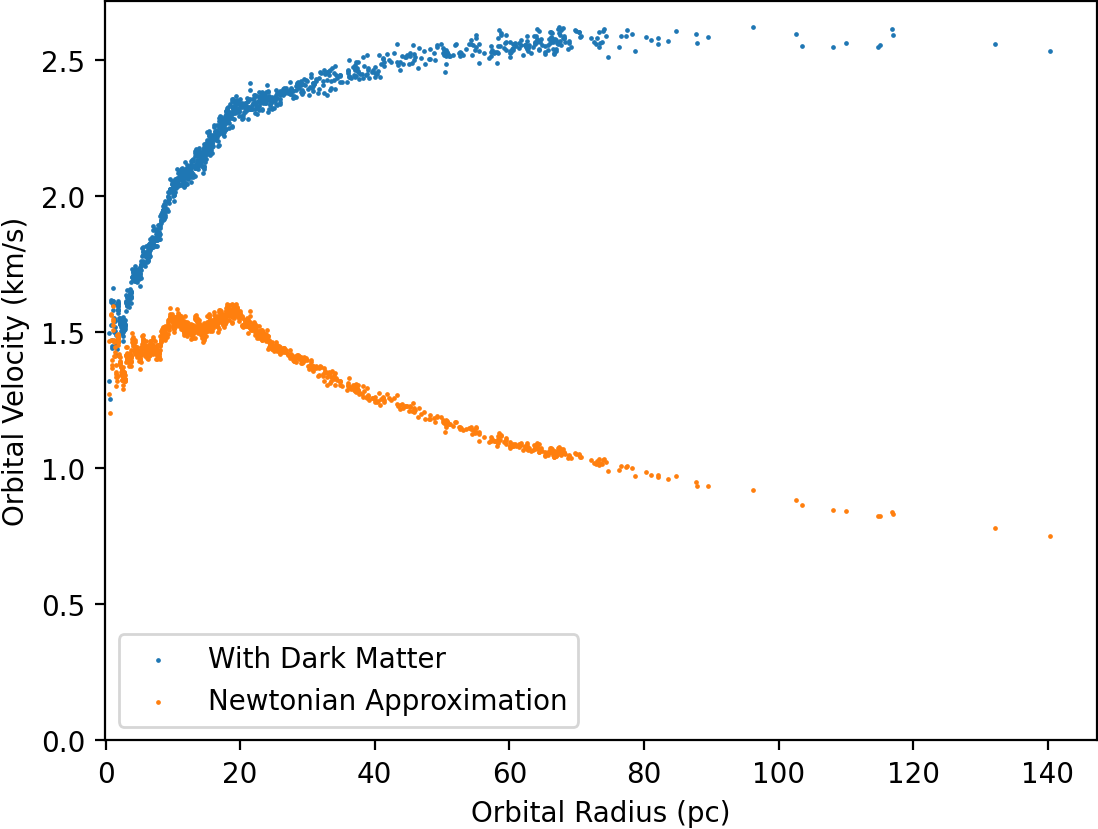 Orbital Velocity (km/s)
2.5
2.0
1.5
1.0
0.5
0.0
With Dark Matter
Newtonian Approximation
0 20 40 60 80 100 120 140
Orbital Radius (pc)